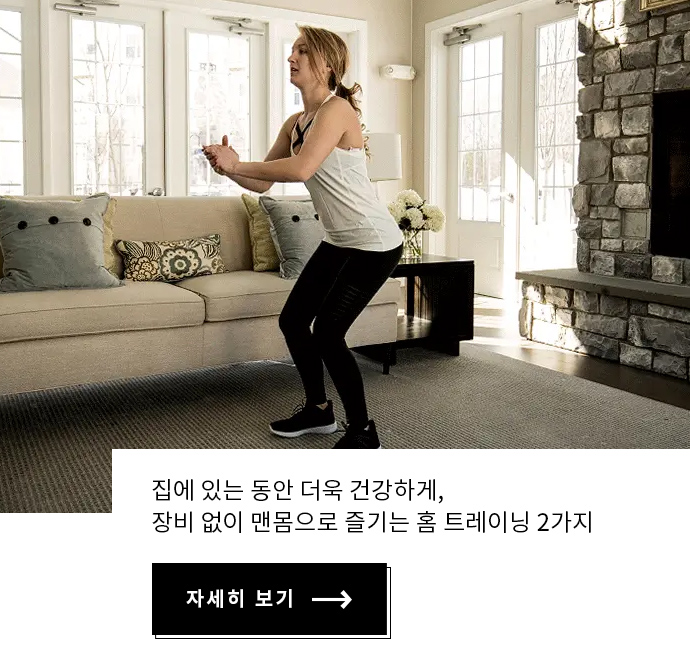 집에 있는 동안 더욱 건강하게,
장비 없이 맨몸으로 즐기는 홈 트레이닝 2가지
자세히 보기